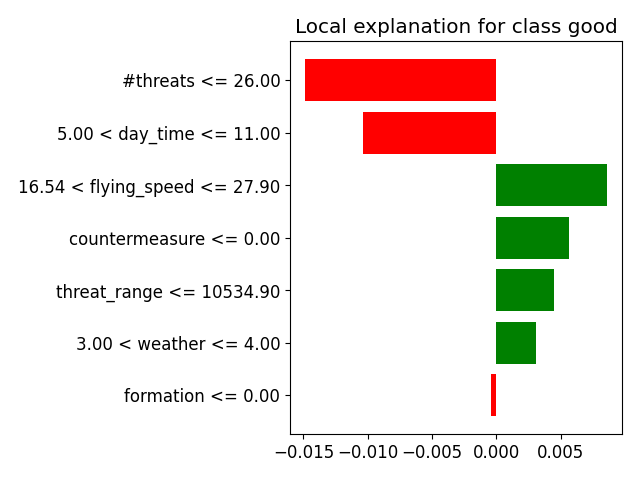 Local explanation for class good
#threats <= 26.00
5.00 < day_time <= 11.00
16.54 < flying_speed <= 27.90
countermeasure <= 0.00
threat_range <= 10534.90
3.00 < weather <= 4.00
formation <= 0.00
−0.015 −0.010 −0.005 0.000 0.005